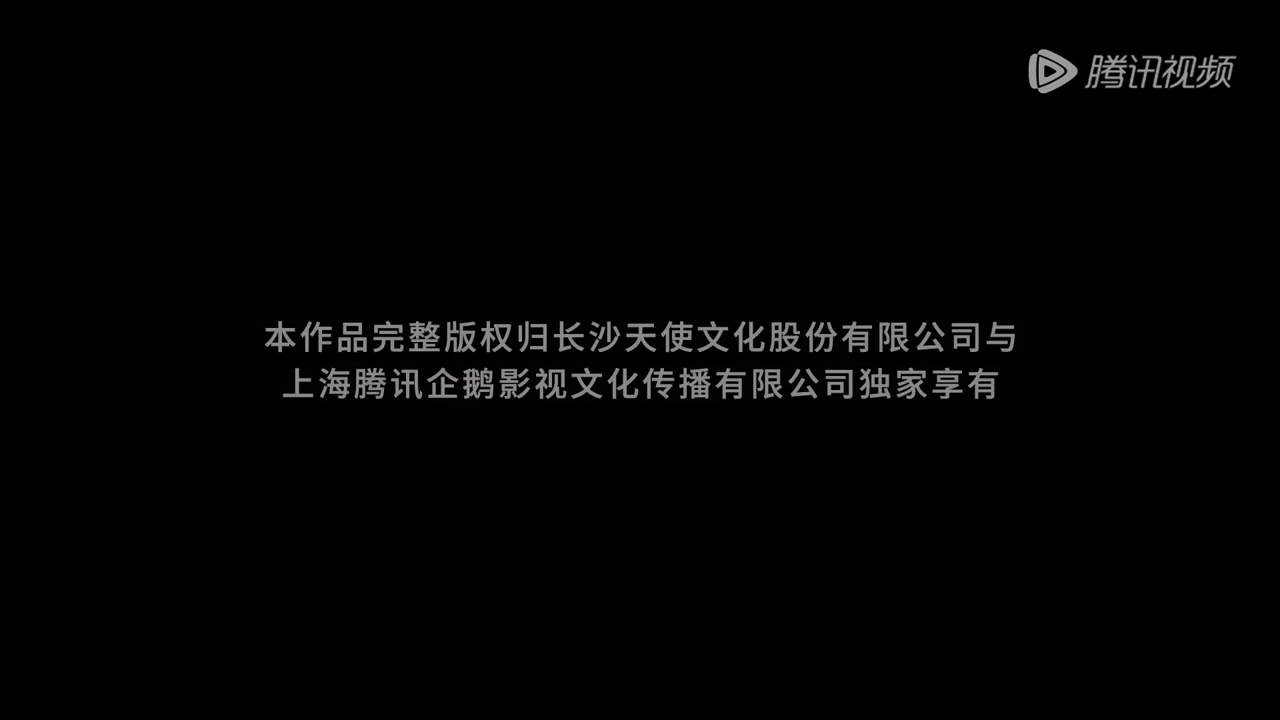 腾讯视频
本作品完整版权归长沙天使文化股份有限公司与
上海腾讯企鹅影视文化传播有限公司独家享有